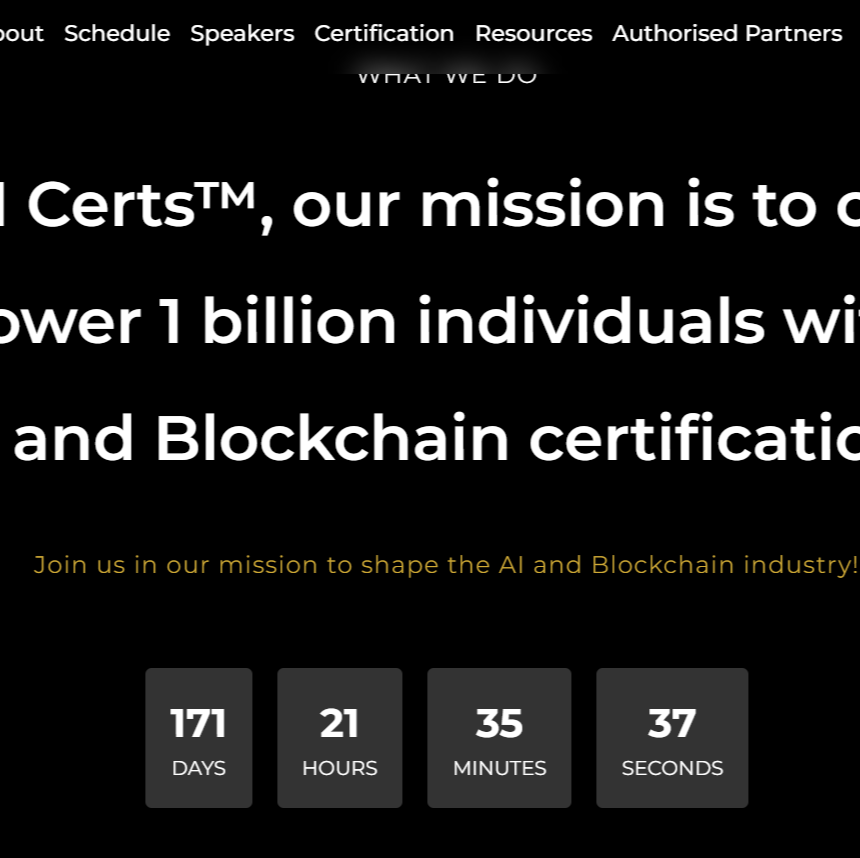 out Schedule Speakers Certification Resources Authorised Partners
WHAT WE DO
I Certs™, our mission is to
ower 1 billion individuals wi
and Blockchain certificatio
Join us in our mission to shape the AI and Blockchain industry!
171 21 35 37
DAYS HOURS MINUTES SECONDS